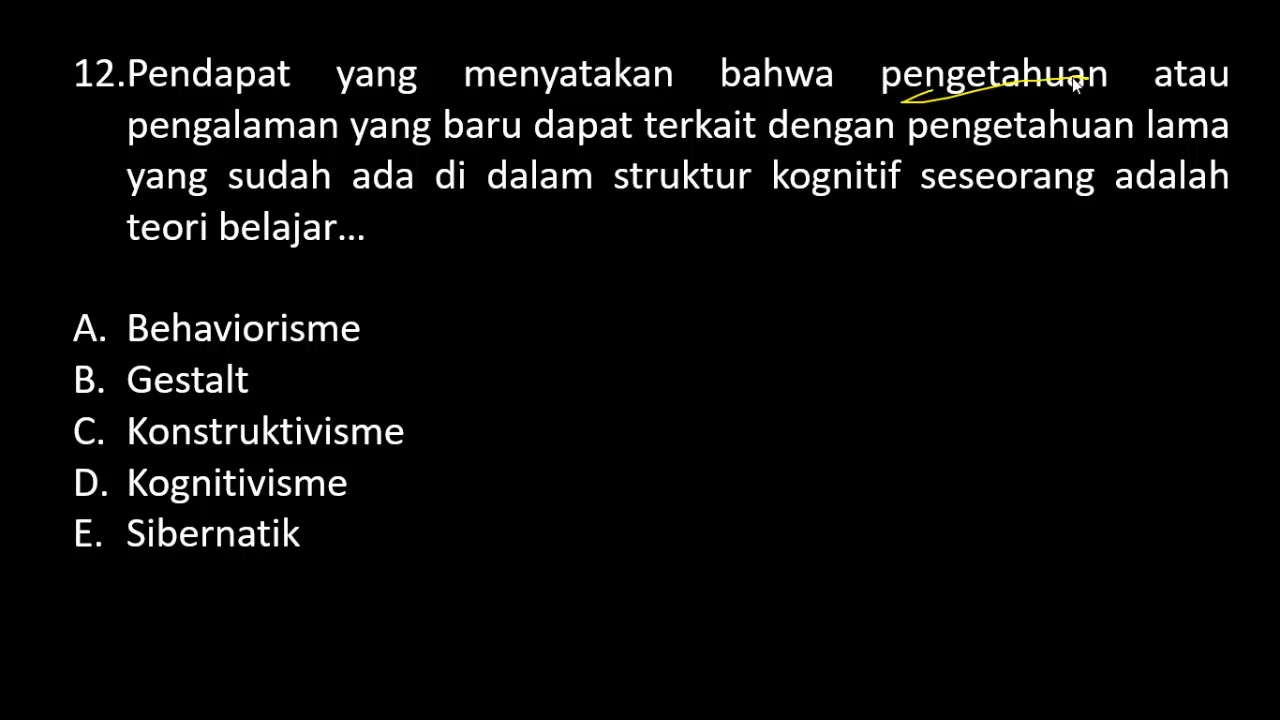 12.Pendapat yang menyatakan bahwa pengetahuan atau
pengalaman yang baru dapat terkait dengan pengetahuan lama
yang sudah ada di dalam struktur kognitif seseorang adalah
teori belajar...
A. Behaviorisme
B. Gestalt
C. Konstruktivisme
D. Kognitivisme
E. Sibernatik